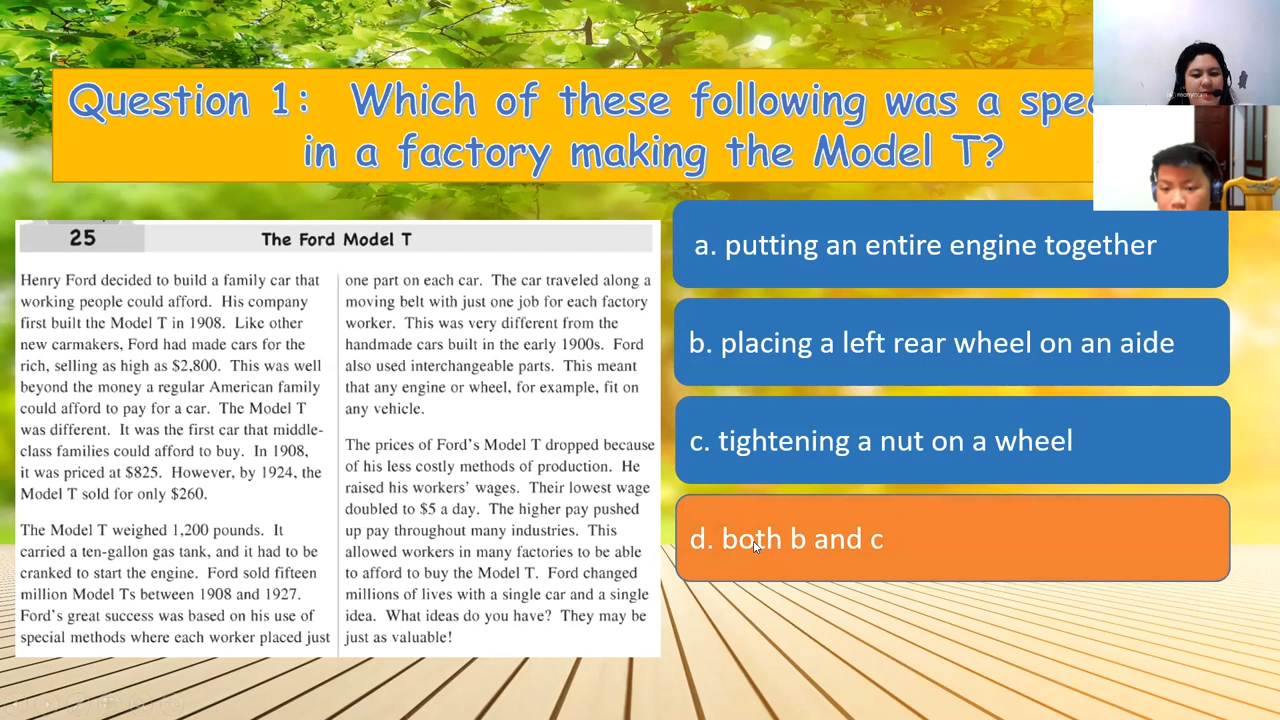 Question 1: Which of these following was a spec
in a factory making the Model T?
25 The Ford Model T
Henry Ford decided to build a family car that
working people could afford. His company
first built the Model T in 1908. Like other
new carmakers, Ford had made cars for the
rich, selling as high as $2,800. This was well
beyond the money a regular American family
could afford to pay for a car. The Model T
was different. It was the first car that middle-
class families could afford to buy. In 1908,
it was priced at $825. However, by 1924, the
Model T sold for only $260.
The Model T weighed 1,200 pounds. It
carried a ten-gallon gas tank, and it had to be
cranked to start the engine. Ford sold fifteen
million Model Ts between 1908 and 1927.
Ford's great success was based on his use of
special methods where each worker placed just
one part on each car. The car traveled along a
moving belt with just one job for each factory
worker. This was very different from the
handmade cars built in the early 1900s. Ford
also used interchangeable parts. This meant
that any engine or wheel, for example, fit on
any vehicle.
The prices of Ford's Model T dropped because
of his less costly methods of production. He
raised his workers' wages. Their lowest wage
doubled to $5 a day. The higher pay pushed
up pay throughout many industries. This
allowed workers in many factories to be able
to afford to buy the Model T. Ford changed
millions of lives with a single car and a single
idea. What ideas do you have? They may be
just as valuable!
a. putting an entire engine together
b. placing a left rear wheel on an aide
c. tightening a nut on a wheel
d. both b and c